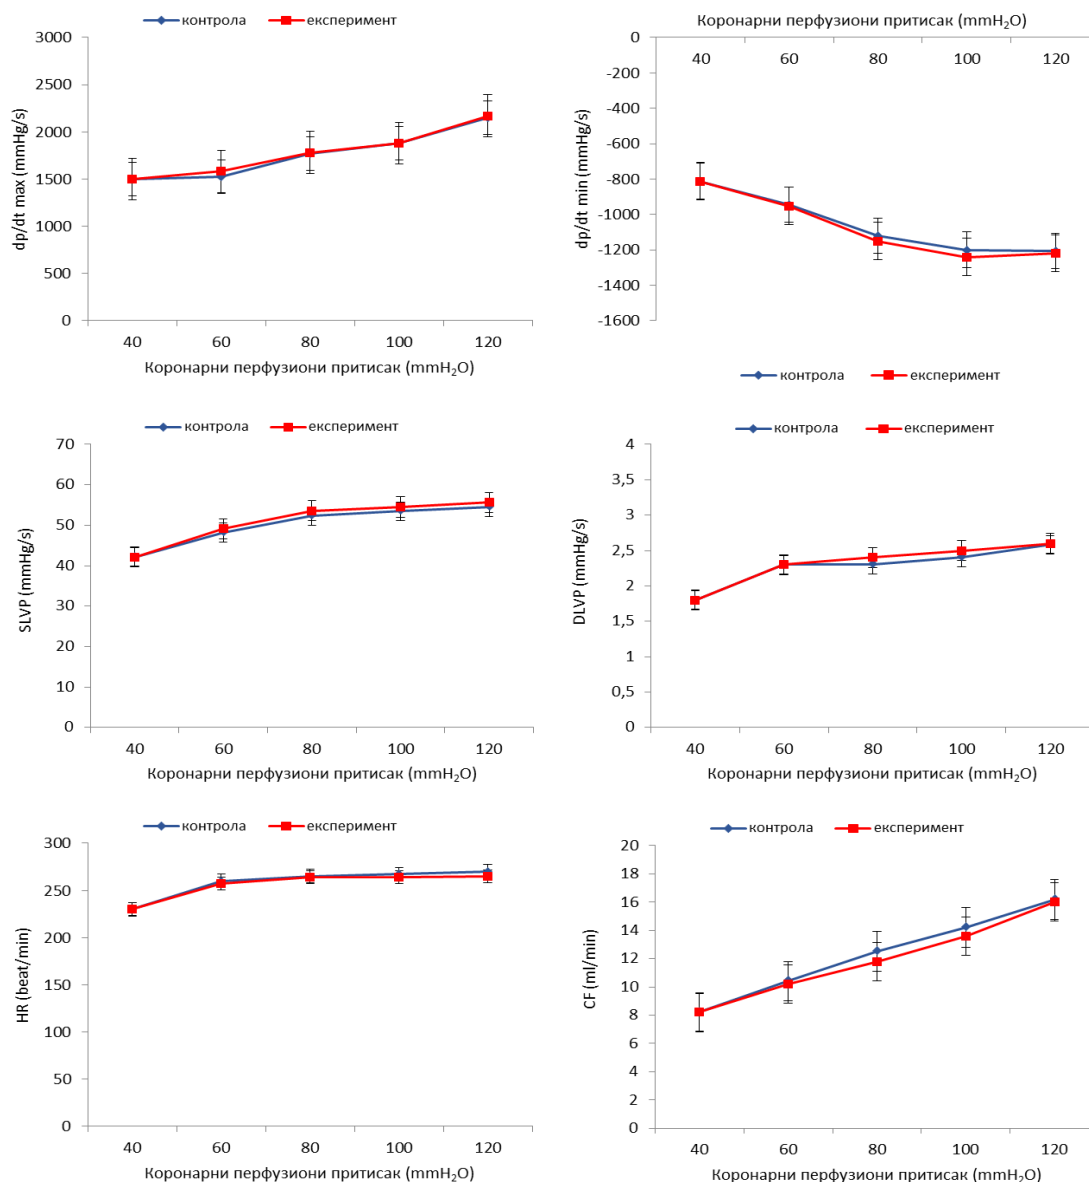 контрола експеримент
3000
2500
2000
1500
1000
500
0
dp/dt max (mmHg/s)
40 60 80 100 120
Коронарни перфузиони притисак (mmH₂O)
Коронарни перфузиони притисак (mmH₂O)
40 60 80 100 120
0
-200
-400
-600
-800
-1000
-1200
-1400
-1600
dp/dt min (mmHg/s)
контрола експеримент
контрола експеримент
70
60
50
40
30
20
10
0
SLVP (mmHg/s)
40 60 80 100 120
Коронарни перфузиони притисак (mmH₂O)
контрола експеримент
4
3,5
3
2,5
2
1,5
1
0,5
0
DLVP (mmHg/s)
40 60 80 100 120
Коронарни перфузиони притисак (mmH₂O)
контрола експеримент
300
250
200
150
100
50
0
HR (beat/min)
40 60 80 100 120
Коронарни перфузиони притисак (mmH₂O)
контрола експеримент
20
18
16
14
12
10
8
6
4
2
0
CF (ml/min)
40 60 80 100 120
Коронарни перфузиони притисак (mmH₂O)